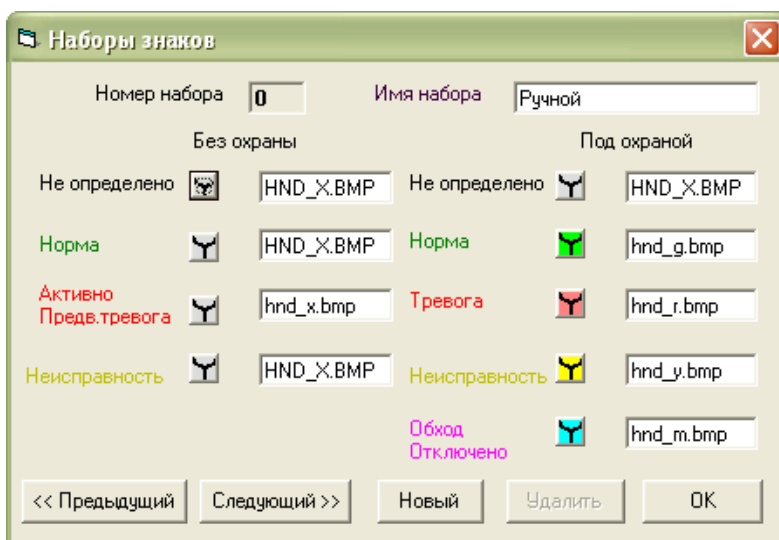 Наборы знаков
Номер набора 0 Имя набора Ручной
Без охраны Под охраной
Не определено HND_X.BMP Не определено HND_X.BMP
Норма HND_X.BMP Норма hnd_g.bmp
Активно
Предв.тревога hnd_x.bmp Тревога hnd_r.bmp
Неисправность HND_X.BMP Неисправность hnd_y.bmp
Обход
Отключено hnd_m.bmp
<< Предыдущий Следующий >> Новый Удалить OK